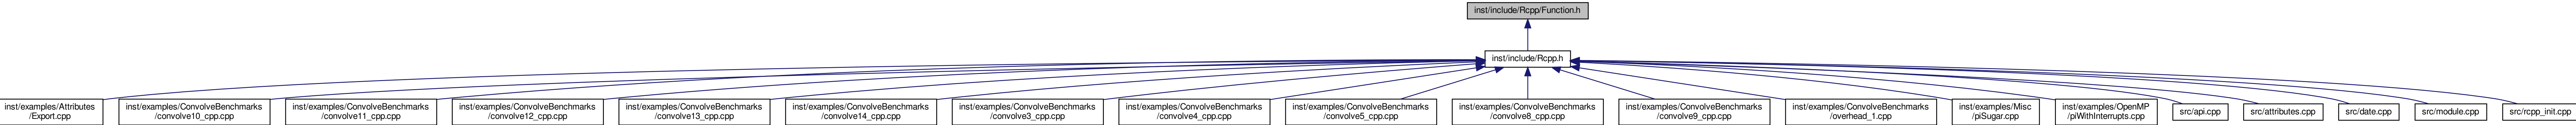 inst/include/Rcpp/Function.h
inst/include/Rcpp.h
inst/examples/Attributes
/Export.cpp
inst/examples/ConvolveBenchmarks
/convolve10_cpp.cpp
inst/examples/ConvolveBenchmarks
/convolve11_cpp.cpp
inst/examples/ConvolveBenchmarks
/convolve12_cpp.cpp
inst/examples/ConvolveBenchmarks
/convolve13_cpp.cpp
inst/examples/ConvolveBenchmarks
/convolve14_cpp.cpp
inst/examples/ConvolveBenchmarks
/convolve3_cpp.cpp
inst/examples/ConvolveBenchmarks
/convolve4_cpp.cpp
inst/examples/ConvolveBenchmarks
/convolve5_cpp.cpp
inst/examples/ConvolveBenchmarks
/convolve8_cpp.cpp
inst/examples/ConvolveBenchmarks
/convolve9_cpp.cpp
inst/examples/ConvolveBenchmarks
/overhead_1.cpp
inst/examples/Misc
/piSugar.cpp
inst/examples/OpenMP
/piWithInterrupts.cpp
src/api.cpp
src/attributes.cpp
src/date.cpp
src/module.cpp
src/rcpp_init.cpp